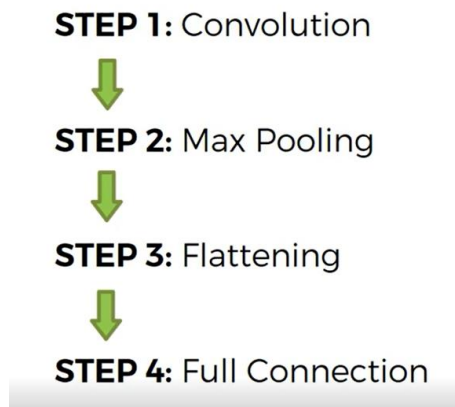 STEP 1: Convolution
STEP 2: Max Pooling
STEP 3: Flattening
STEP 4: Full Connection